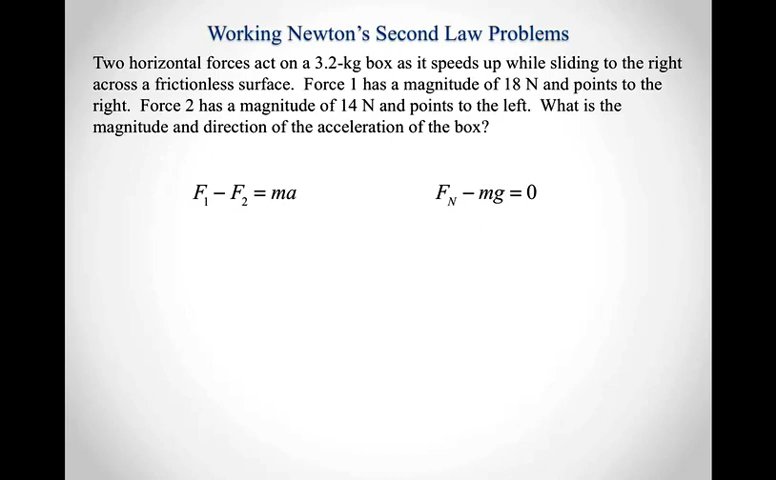 Working Newton's Second Law Problems
Two horizontal forces act on a 3.2-kg box as it speeds up while sliding to the right
across a frictionless surface.  Force 1 has a magnitude of 18 N and points to the
right.  Force 2 has a magnitude of 14 N and points to the left.  What is the
magnitude and direction of the acceleration of the box?
F₁ − F₂ = ma
F_N − mg = 0